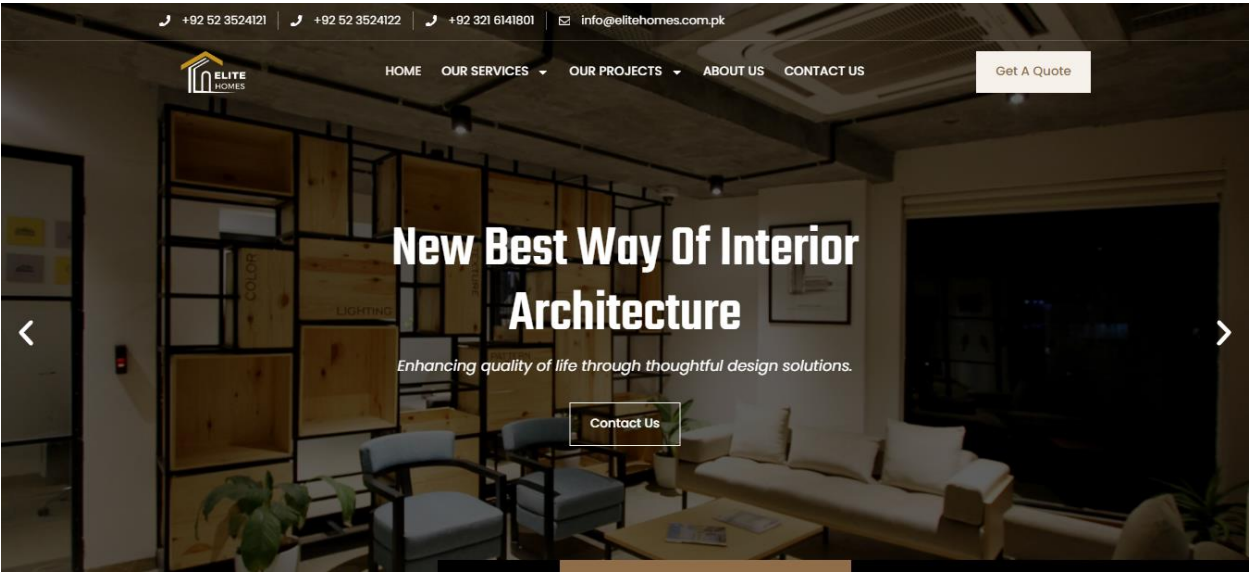 +92 52 3524121
+92 52 3524122
+92 321 6141801
info@elitehomes.com.pk
ELITE
HOMES
HOME
OUR SERVICES
OUR PROJECTS
ABOUT US
CONTACT US
Get A Quote
New Best Way Of Interior
Architecture
Enhancing quality of life through thoughtful design solutions.
Contact Us
COLOR
LIGHTING